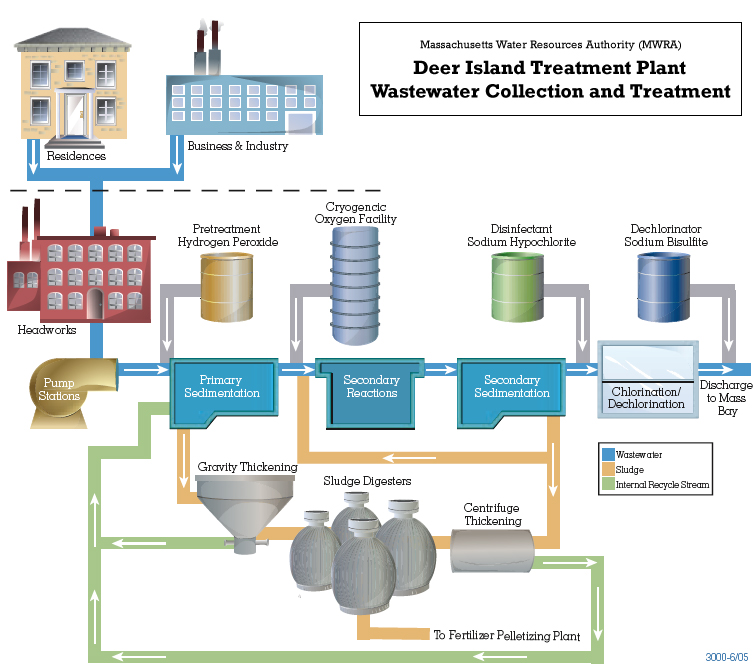 Massachusetts Water Resources Authority (MWRA)
Deer Island Treatment Plant
Wastewater Collection and Treatment
Residences
Business & Industry
Headworks
Pretreatment
Hydrogen Peroxide
Cryogencic
Oxygen Facility
Disinfectant
Sodium Hypochlorite
Dechlorinator
Sodium Bisulfite
Pump
Stations
Primary
Sedimentation
Secondary
Reactions
Secondary
Sedimentation
Chlorination/
Dechlorination
Discharge
to Mass
Bay
Wastewater
Sludge
Internal Recycle Stream
Gravity Thickening
Sludge Digesters
Centrifuge
Thickening
To Fertilizer Pelletizing Plant
3000-6/05